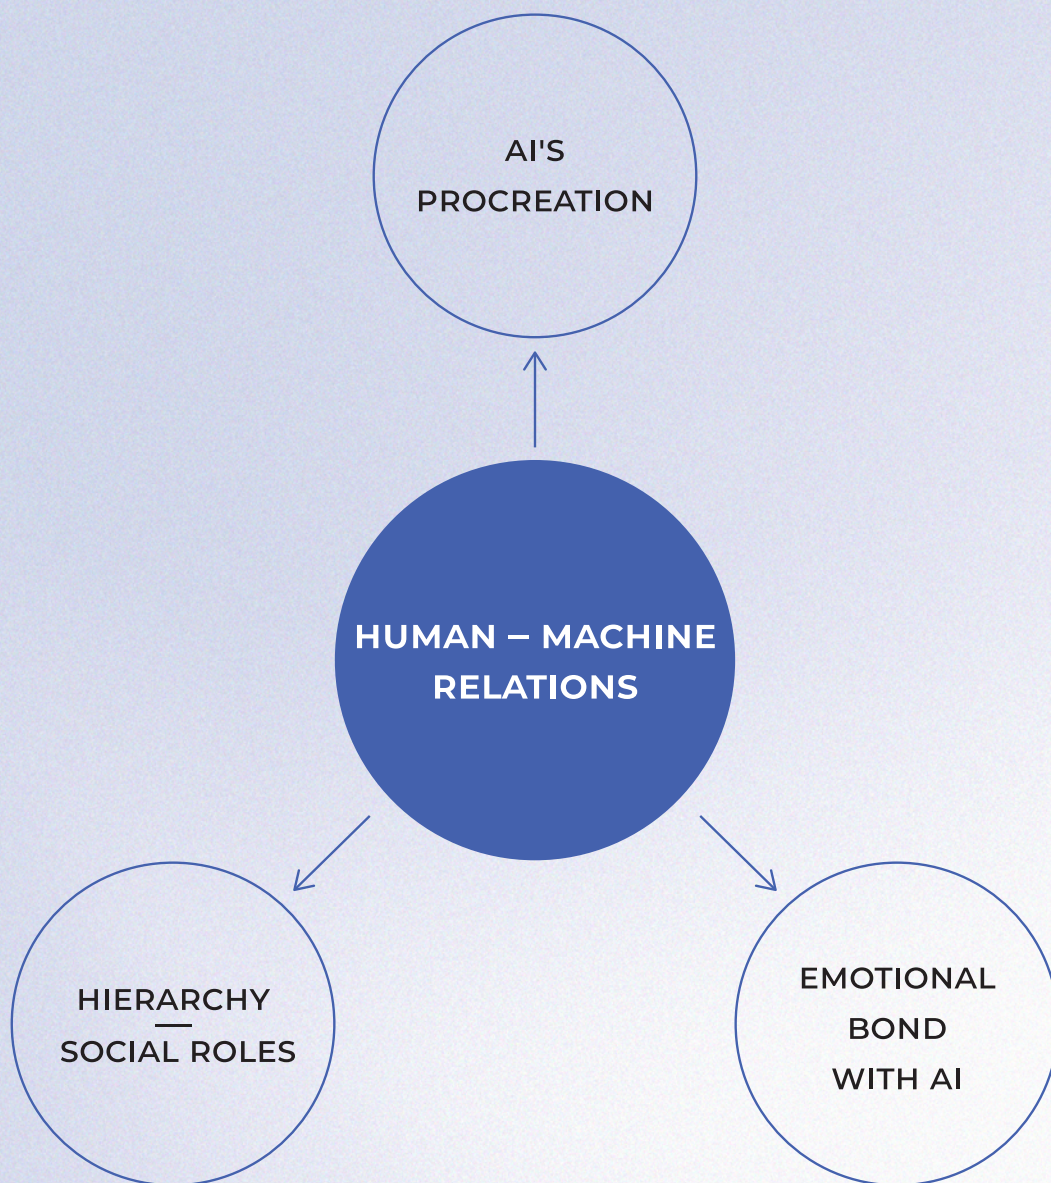 AI'S
PROCREATION
HUMAN – MACHINE
RELATIONS
HIERARCHY
—
SOCIAL ROLES
EMOTIONAL
BOND
WITH AI